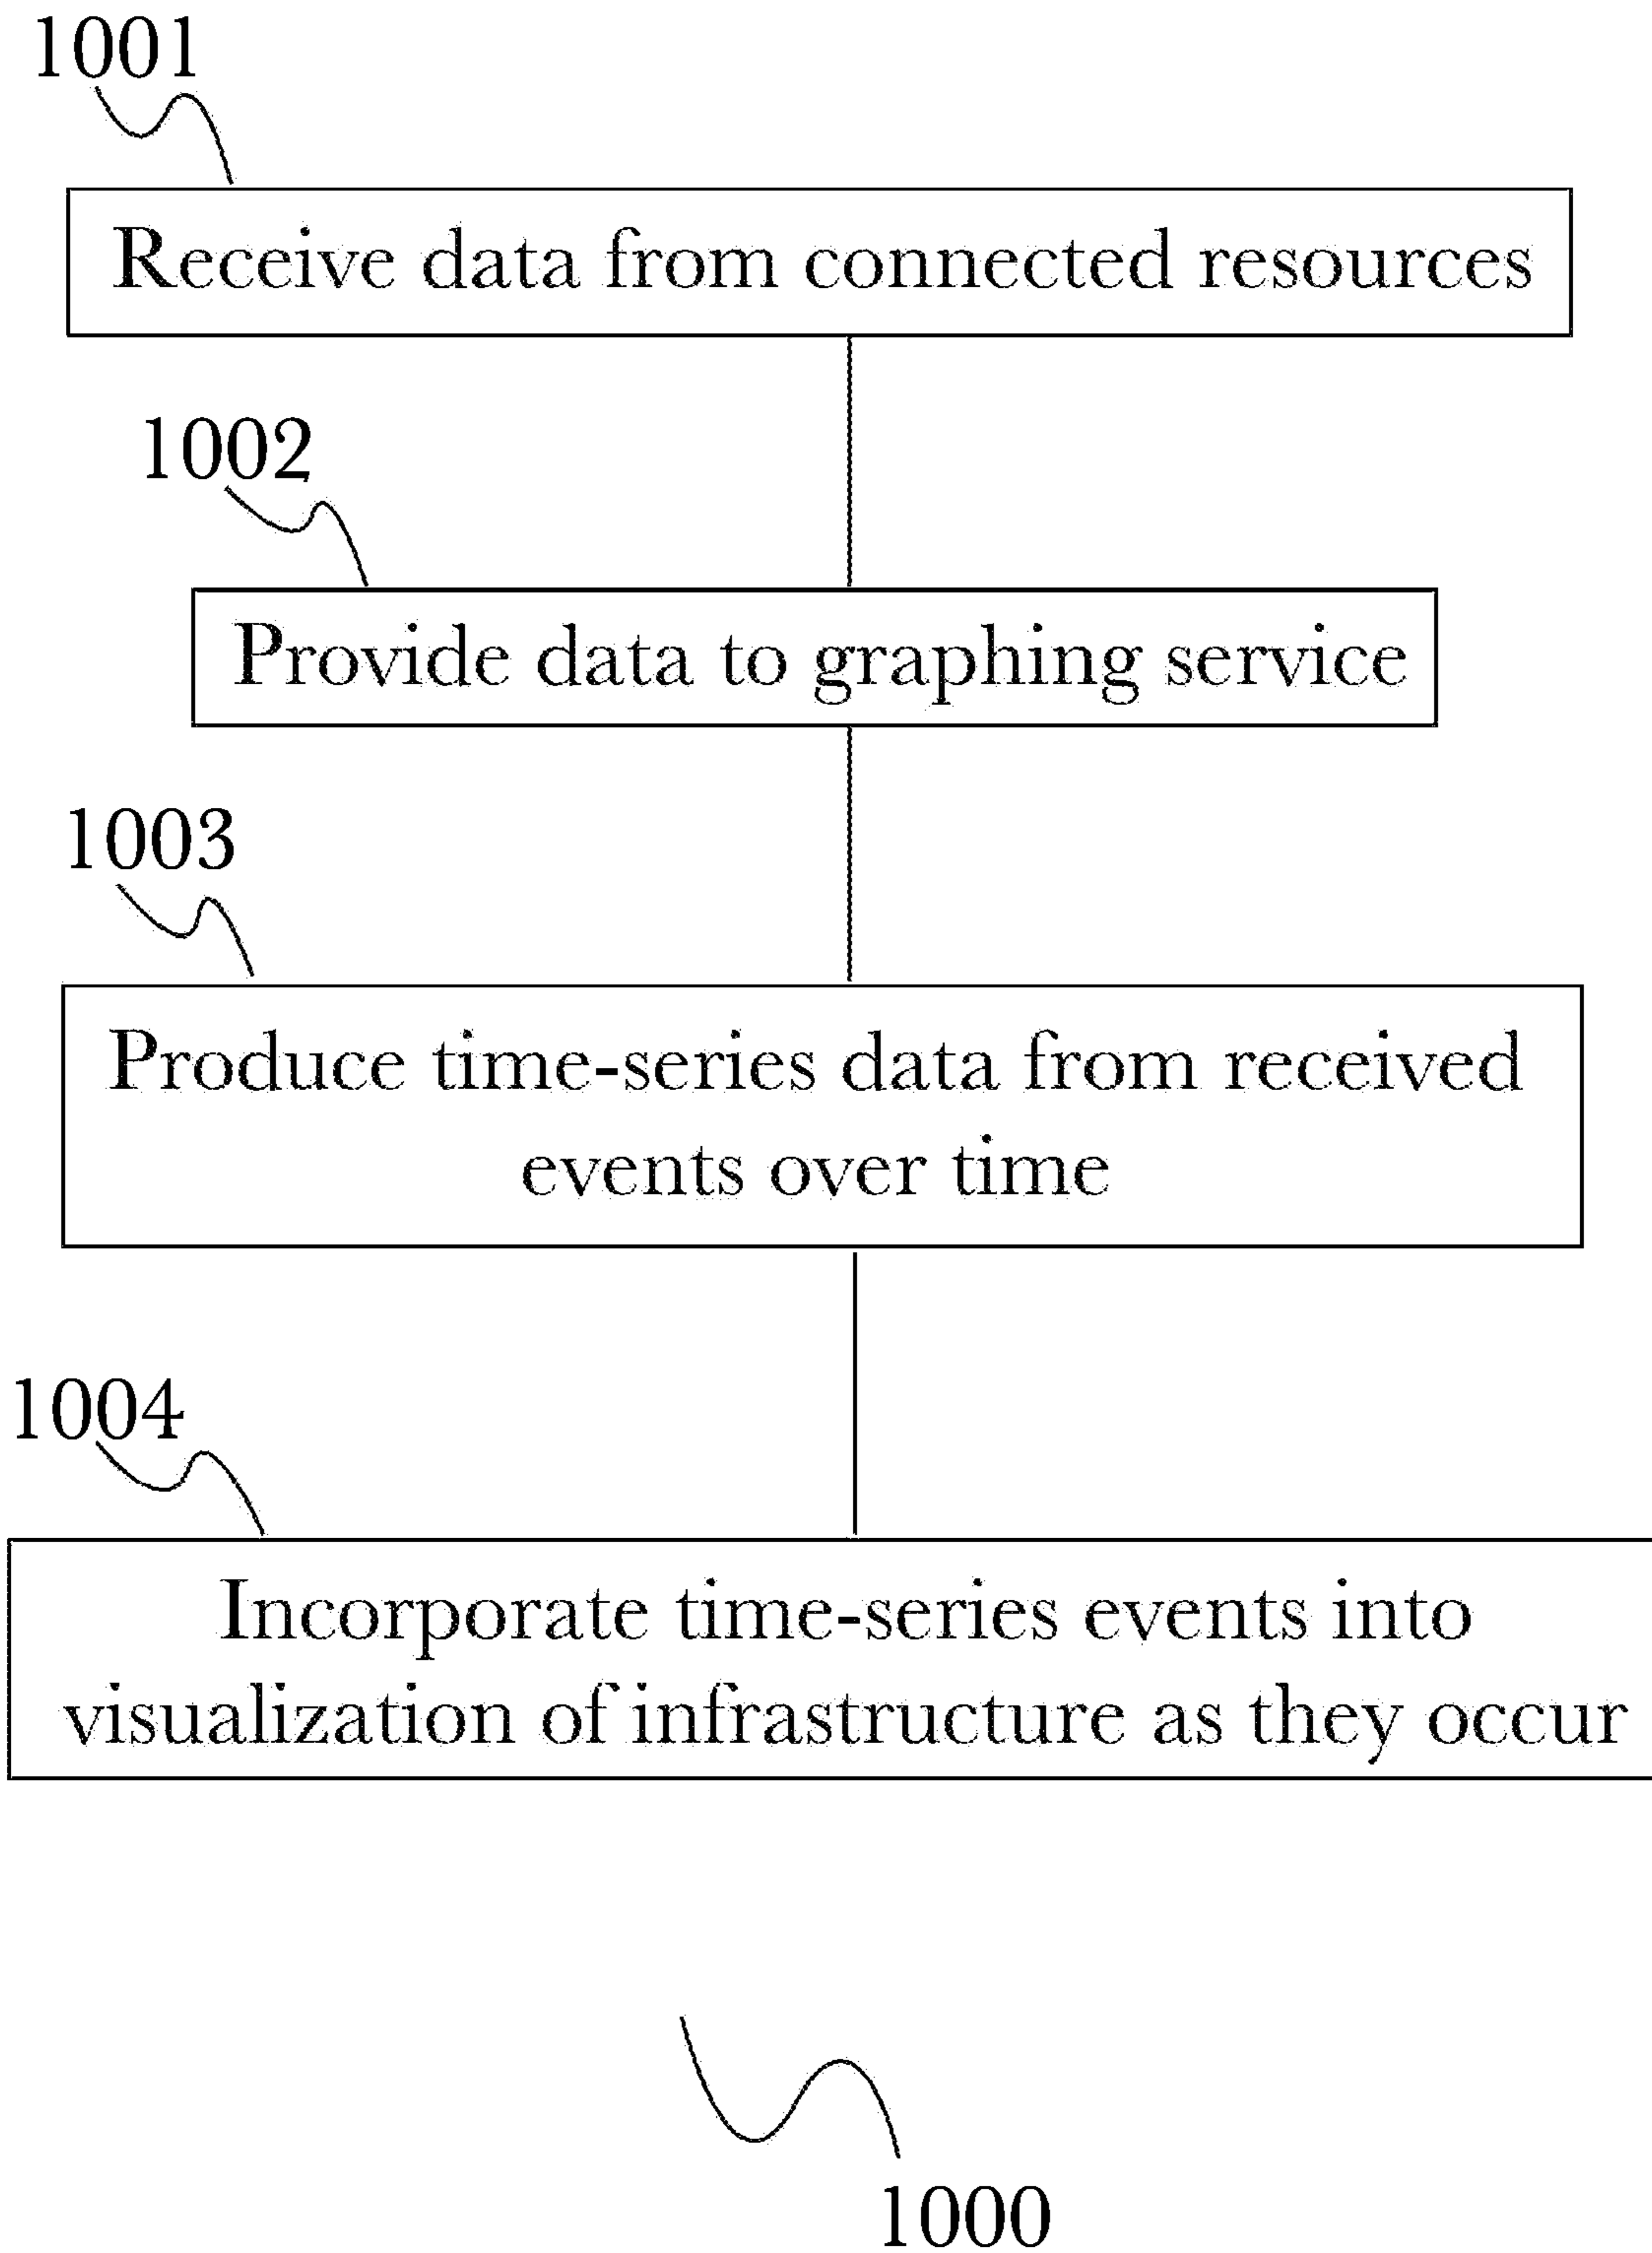 1001
Receive data from connected resources
1002
Provide data to graphing service
1003
Produce time-series data from received
events over time
1004
Incorporate time-series events into
visualization of infrastructure as they occur
1000